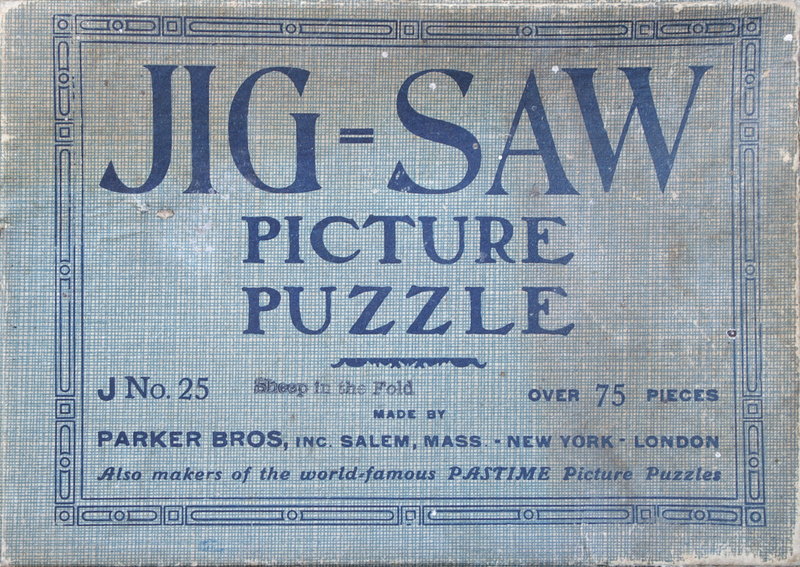 JIG-SAW
PICTURE
PUZZLE
J No. 25 Sheep in the Fold OVER 75 PIECES
MADE BY
PARKER BROS, INC. SALEM, MASS. - NEW YORK - LONDON
Also makers of the world-famous PASTIME Picture Puzzles